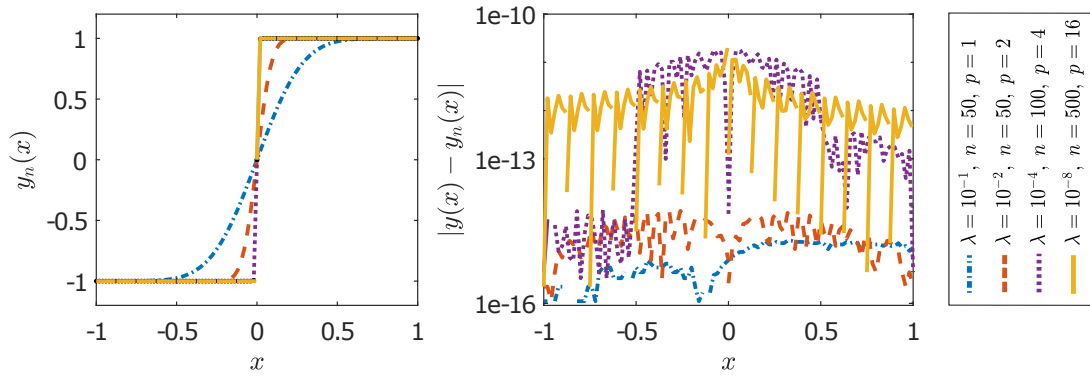 1
0.5
0
-0.5
-1
-1
-0.5
0
0.5
1
x
y_n(x)
1e-10
1e-13
1e-16
-1
-0.5
0
0.5
1
x
|y(x) − y_n(x)|
λ = 10^{-1}, n = 50, p = 1
λ = 10^{-2}, n = 50, p = 2
λ = 10^{-4}, n = 100, p = 4
λ = 10^{-8}, n = 500, p = 16